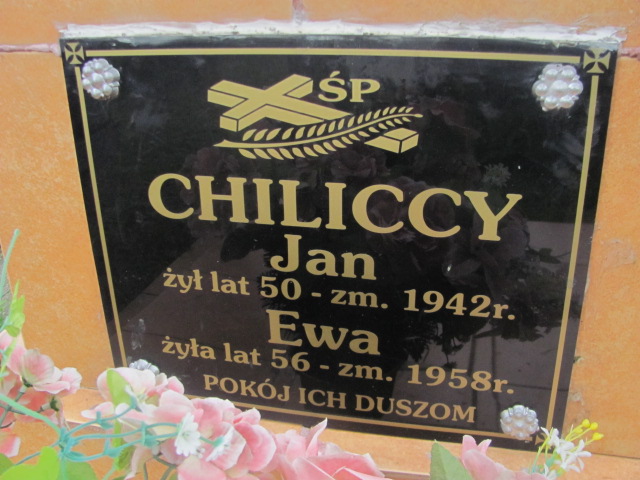 ŚP
CHILICCY
Jan
żył lat 50 - zm. 1942r.
Ewa
żyła lat 56 - zm. 1958r.
POKÓJ ICH DUSZOM